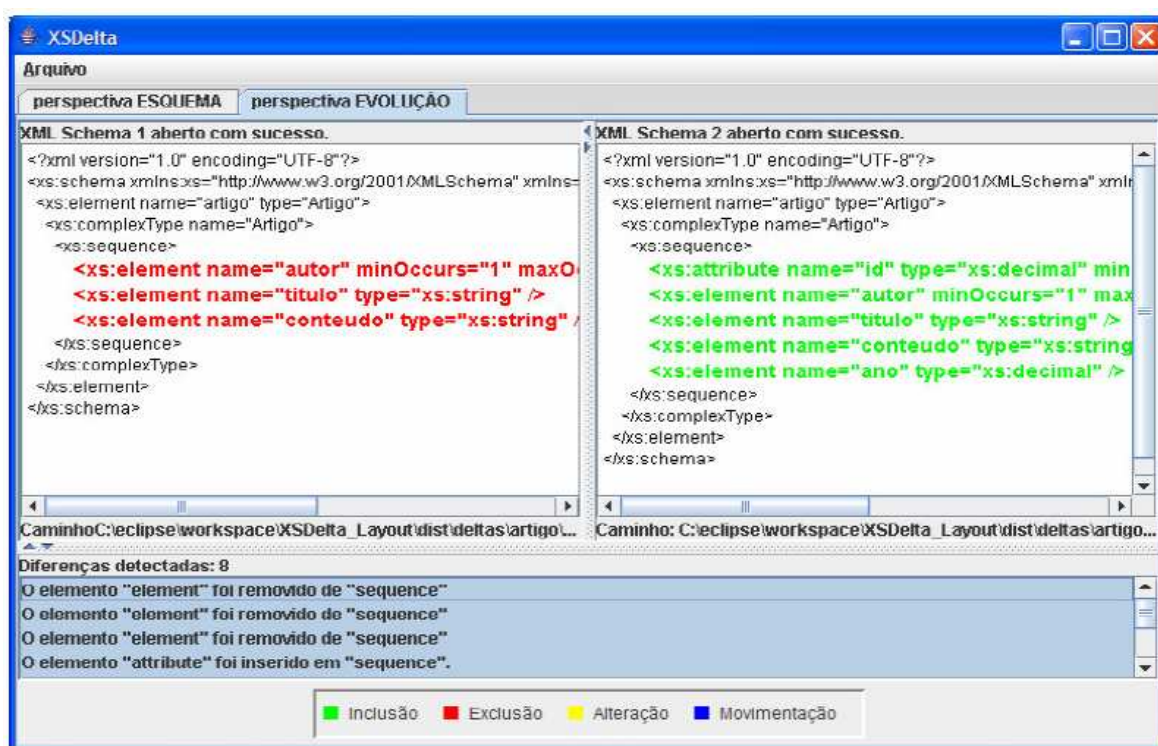 XSDelta
Arquivo
perspectiva ESQUEMA perspectiva EVOLUÇÃO
XML Schema 1 aberto com sucesso.
<?xml version="1.0" encoding="UTF-8"?>
<xs:schema xmlns:xs="http://www.w3.org/2001/XMLSchema" xmlns=
<xs:element name="artigo" type="Artigo">
<xs:complexType name="Artigo">
<xs:sequence>
<xs:element name="autor" minOccurs="1" maxO
<xs:element name="titulo" type="xs:string" />
<xs:element name="conteudo" type="xs:string" /
</xs:sequence>
</xs:complexType>
</xs:element>
</xs:schema>
CaminhoC:\eclipse\workspace\XSDelta_Layout\dist\deltas\artigo\...
XML Schema 2 aberto com sucesso.
<?xml version="1.0" encoding="UTF-8"?>
<xs:schema xmlns:xs="http://www.w3.org/2001/XMLSchema" xmlr
<xs:element name="artigo" type="Artigo">
<xs:complexType name="Artigo">
<xs:sequence>
<xs:attribute name="id" type="xs:decimal" min
<xs:element name="autor" minOccurs="1" max
<xs:element name="titulo" type="xs:string" />
<xs:element name="conteudo" type="xs:string
<xs:element name="ano" type="xs:decimal" />
</xs:sequence>
</xs:complexType>
</xs:element>
</xs:schema>
Caminho: C:\eclipse\workspace\XSDelta_Layout\dist\deltas\artigo...
Diferenças detectadas: 8
O elemento "element" foi removido de "sequence"
O elemento "element" foi removido de "sequence"
O elemento "element" foi removido de "sequence"
O elemento "attribute" foi inserido em "sequence".
Inclusão Exclusão Alteração Movimentação